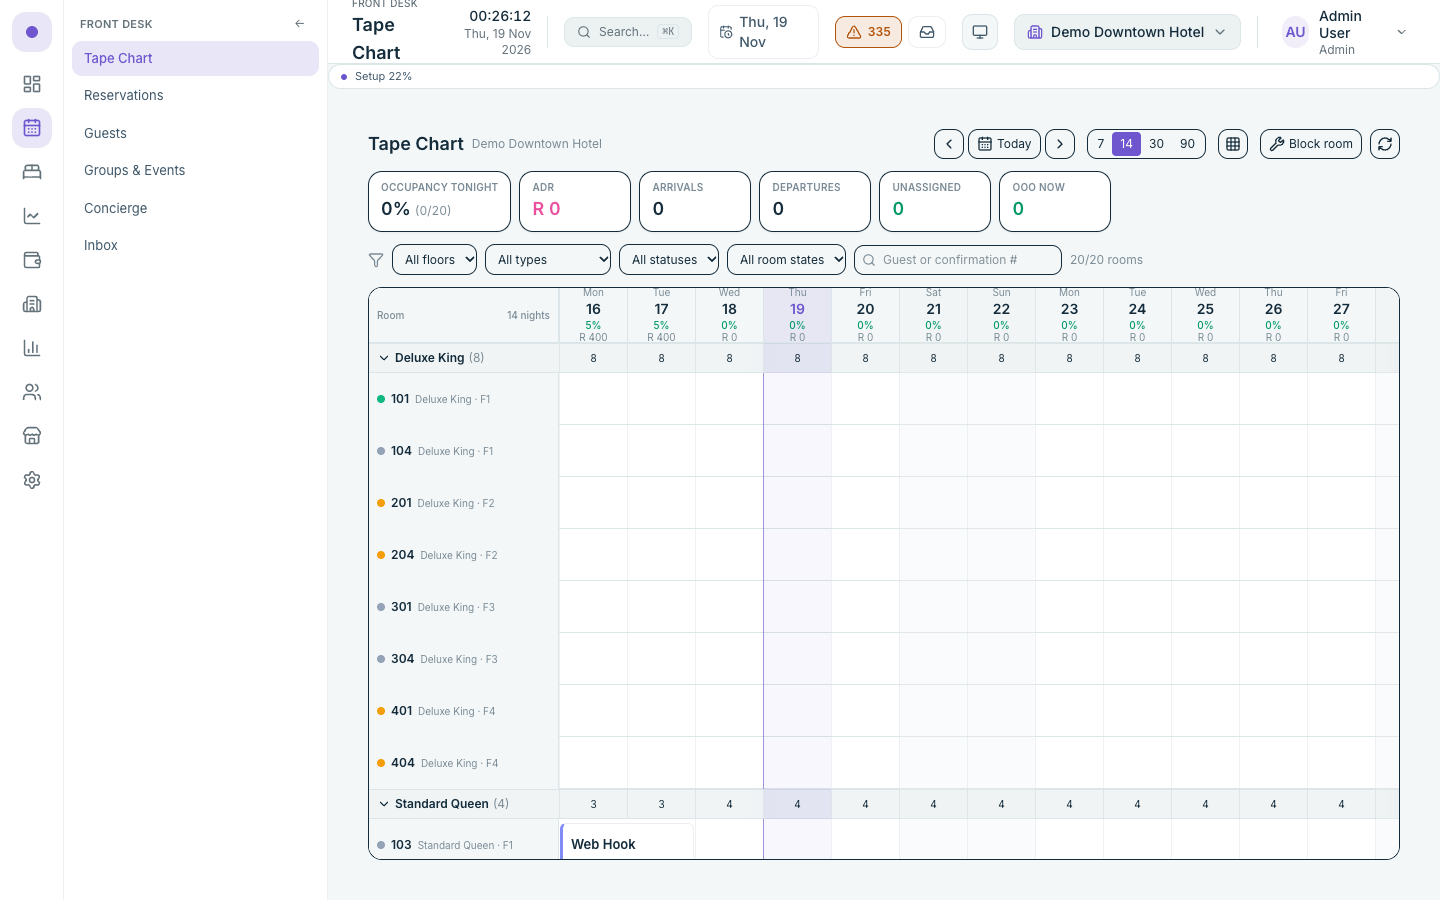 FRONT DESK
Tape Chart
Reservations
Guests
Groups & Events
Concierge
Inbox
FRONT DESK
Tape
Chart
00:26:12
Thu, 19 Nov
2026
Search... ⌘K
Thu, 19
Nov
335
Demo Downtown Hotel
AU
Admin
User
Admin
Setup 22%
Tape Chart Demo Downtown Hotel
Today
7 14 30 90
Block room
OCCUPANCY TONIGHT
0% (0/20)
ADR
R 0
ARRIVALS
0
DEPARTURES
0
UNASSIGNED
0
OOO NOW
0
All floors
All types
All statuses
All room states
Guest or confirmation #
20/20 rooms
Room 14 nights
Mon Tue Wed Thu Fri Sat Sun Mon Tue Wed Thu Fri
16 17 18 19 20 21 22 23 24 25 26 27
5% 5% 0% 0% 0% 0% 0% 0% 0% 0% 0% 0%
R 400 R 400 R 0 R 0 R 0 R 0 R 0 R 0 R 0 R 0 R 0 R 0
Deluxe King (8) 8 8 8 8 8 8 8 8 8 8 8 8
101 Deluxe King · F1
104 Deluxe King · F1
201 Deluxe King · F2
204 Deluxe King · F2
301 Deluxe King · F3
304 Deluxe King · F3
401 Deluxe King · F4
404 Deluxe King · F4
Standard Queen (4) 3 3 4 4 4 4 4 4 4 4 4 4
103 Standard Queen · F1 Web Hook